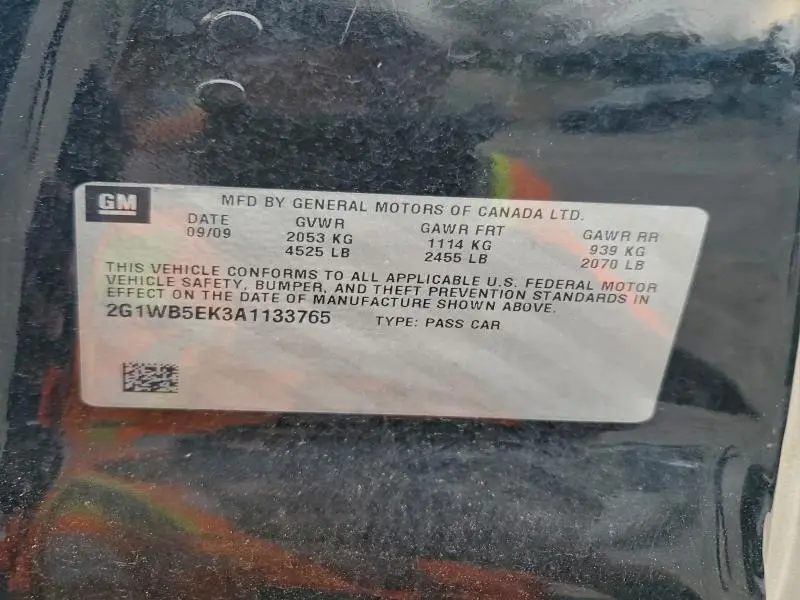 GM
MFD BY GENERAL MOTORS OF CANADA LTD.
DATE GVWR GAWR FRT GAWR RR
09/09 2053 KG 1114 KG 939 KG
4525 LB 2455 LB 2070 LB
THIS VEHICLE CONFORMS TO ALL APPLICABLE U.S. FEDERAL MOTOR
VEHICLE SAFETY, BUMPER, AND THEFT PREVENTION STANDARDS IN
EFFECT ON THE DATE OF MANUFACTURE SHOWN ABOVE.
2G1WB5EK3A1133765 TYPE: PASS CAR